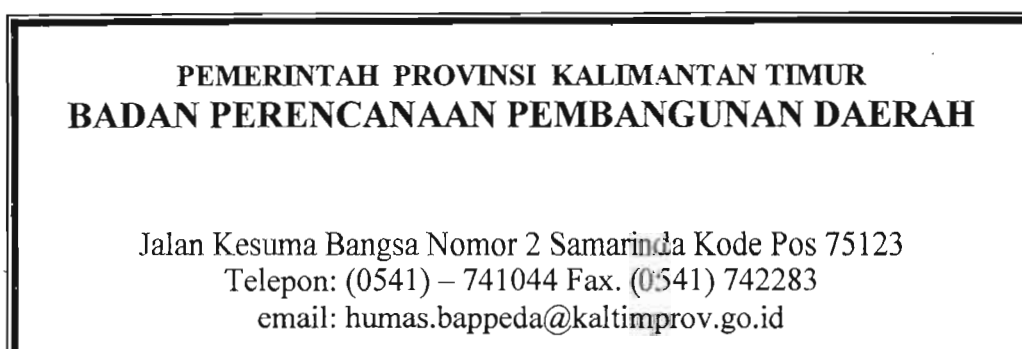 PEMERINTAH PROVINSI KALIMANTAN TIMUR
BADAN PERENCANAAN PEMBANGUNAN DAERAH
Jalan Kesuma Bangsa Nomor 2 Samarinda Kode Pos 75123
Telepon: (0541) – 741044 Fax. (0541) 742283
email: humas.bappeda@kaltimprov.go.id